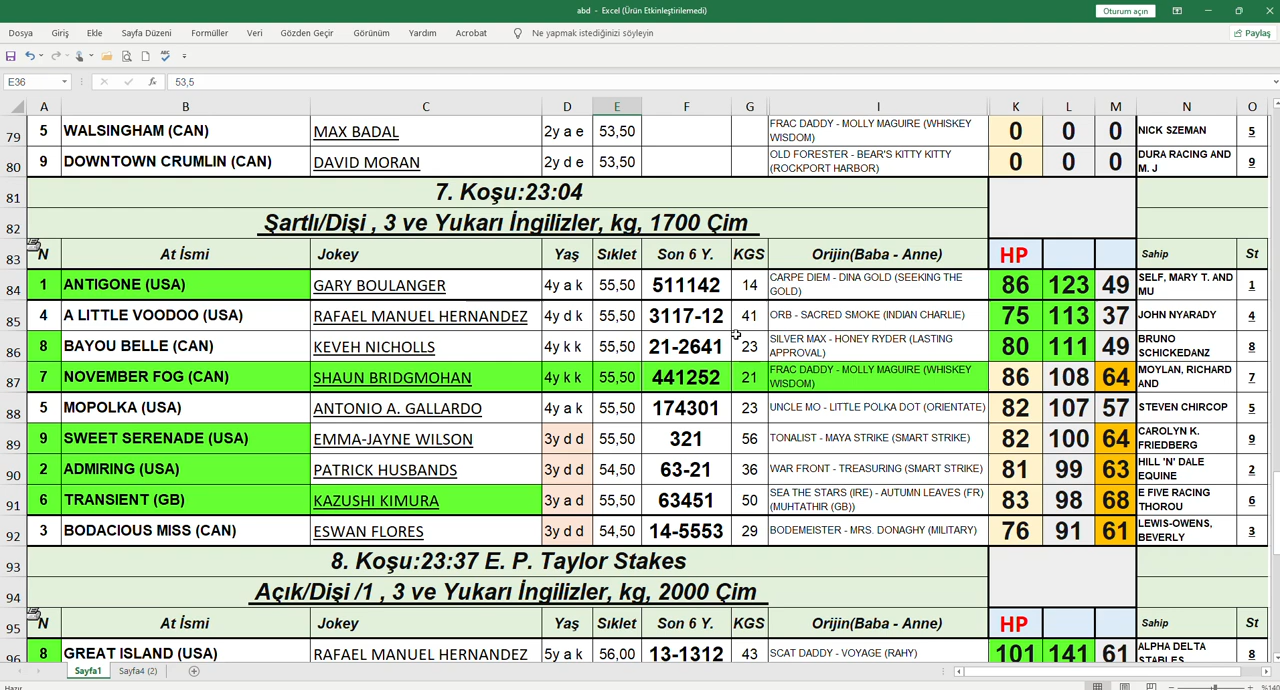 abd - Excel (Ürün Etkinleştirilemedi)
Oturum açın
Dosya Giriş Ekle Sayfa Düzeni Formüller Veri Gözden Geçir Görünüm Yardım Acrobat Ne yapmak istediğinizi söyleyin Paylaş
E36 fx 53,5
A B C D E F G I K L M N O
79 5 WALSINGHAM (CAN) MAX BADAL 2y a e 53,50 FRAC DADDY - MOLLY MAGUIRE (WHISKEY WISDOM) 0 0 0 NICK SZEMAN 5
80 9 DOWNTOWN CRUMLIN (CAN) DAVID MORAN 2y d e 53,50 OLD FORESTER - BEAR'S KITTY KITTY (ROCKPORT HARBOR) 0 0 0 DURA RACING AND M. J 9
81 7. Koşu:23:04
82 Şartlı/Dişi , 3 ve Yukarı İngilizler, kg, 1700 Çim
83 N At İsmi Jokey Yaş Sıklet Son 6 Y. KGS Orijin(Baba - Anne) HP Sahip St
84 1 ANTIGONE (USA) GARY BOULANGER 4y a k 55,50 511142 14 CARPE DIEM - DINA GOLD (SEEKING THE GOLD) 86 123 49 SELF, MARY T. AND MU 1
85 4 A LITTLE VOODOO (USA) RAFAEL MANUEL HERNANDEZ 4y d k 55,50 3117-12 41 ORB - SACRED SMOKE (INDIAN CHARLIE) 75 113 37 JOHN NYARADY 4
86 8 BAYOU BELLE (CAN) KEVEH NICHOLLS 4y k k 55,50 21-2641 23 SILVER MAX - HONEY RYDER (LASTING APPROVAL) 80 111 49 BRUNO SCHICKEDANZ 8
87 7 NOVEMBER FOG (CAN) SHAUN BRIDGMOHAN 4y k k 55,50 441252 21 FRAC DADDY - MOLLY MAGUIRE (WHISKEY WISDOM) 86 108 64 MOYLAN, RICHARD AND 7
88 5 MOPOLKA (USA) ANTONIO A. GALLARDO 4y a k 55,50 174301 23 UNCLE MO - LITTLE POLKA DOT (ORIENTATE) 82 107 57 STEVEN CHIRCOP 5
89 9 SWEET SERENADE (USA) EMMA-JAYNE WILSON 3y d d 55,50 321 56 TONALIST - MAYA STRIKE (SMART STRIKE) 82 100 64 CAROLYN K. FRIEDBERG 9
90 2 ADMIRING (USA) PATRICK HUSBANDS 3y d d 54,50 63-21 36 WAR FRONT - TREASURING (SMART STRIKE) 81 99 63 HILL 'N' DALE EQUINE 2
91 6 TRANSIENT (GB) KAZUSHI KIMURA 3y a d 55,50 63451 50 SEA THE STARS (IRE) - AUTUMN LEAVES (FR) (MUHTATHIR (GB)) 83 98 68 E FIVE RACING THOROU 6
92 3 BODACIOUS MISS (CAN) ESWAN FLORES 3y d d 54,50 14-5553 29 BODEMEISTER - MRS. DONAGHY (MILITARY) 76 91 61 LEWIS-OWENS, BEVERLY 3
93 8. Koşu:23:37 E. P. Taylor Stakes
94 Açık/Dişi /1 , 3 ve Yukarı İngilizler, kg, 2000 Çim
95 N At İsmi Jokey Yaş Sıklet Son 6 Y. KGS Orijin(Baba - Anne) HP Sahip St
96 8 GREAT ISLAND (USA) RAFAEL MANUEL HERNANDEZ 5y a k 56,00 13-1312 43 SCAT DADDY - VOYAGE (RAHY) 101 141 61 ALPHA DELTA STABLES 8
Sayfa1 Sayfa4 (2)
Hazır %140